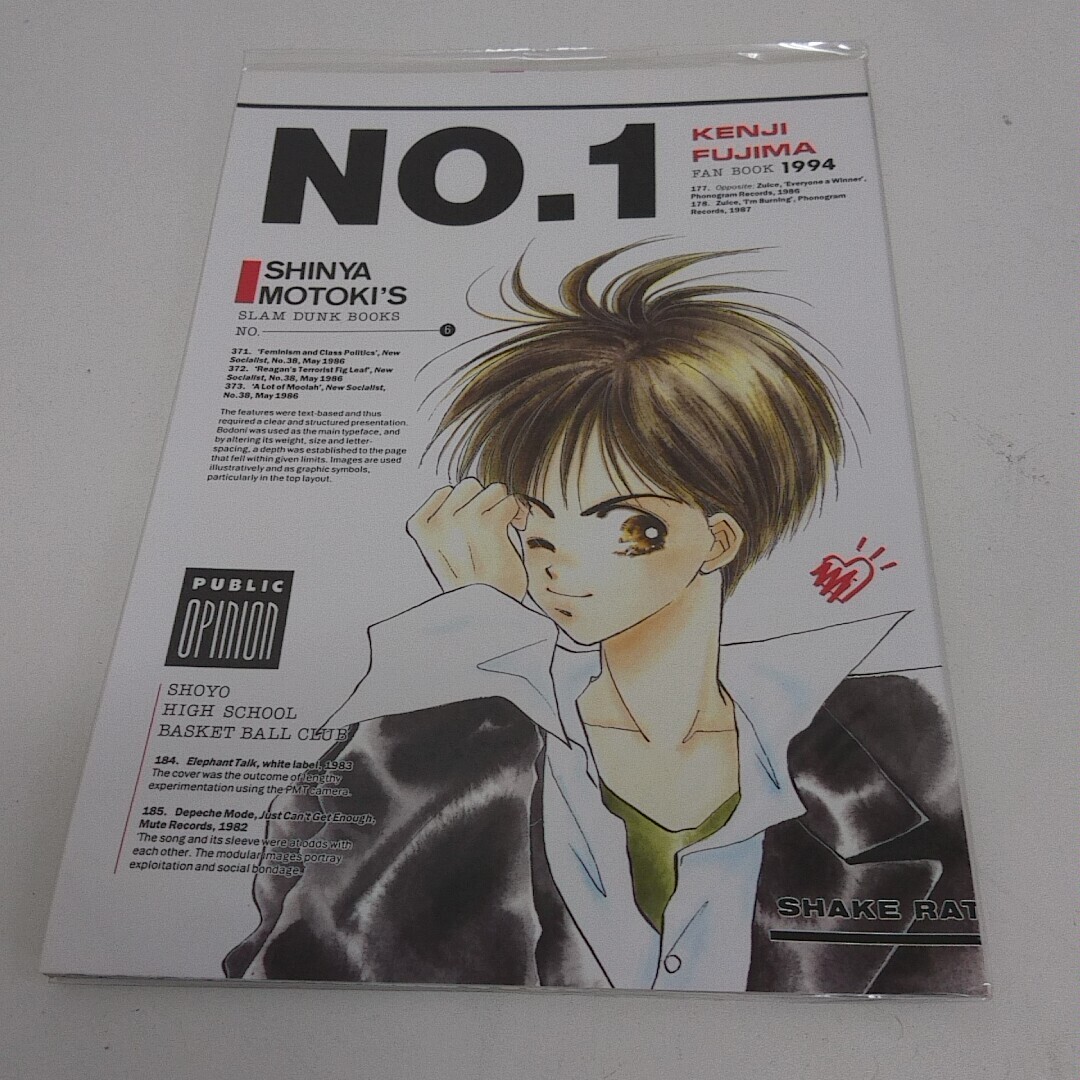 NO.1
KENJI
FUJIMA
FAN BOOK 1994
177. Opposite: Zuice, 'Everyone a Winner',
Phonogram Records, 1986
178. Zuice, 'I'm Burning', Phonogram
Records, 1987
SHINYA
MOTOKI'S
SLAM DUNK BOOKS
NO. 6
371. 'Feminism and Class Politics', New
Socialist, No.38, May 1986
372. 'Reagan's Terrorist Fig Leaf', New
Socialist, No.38, May 1986
373. 'A Lot of Moolah', New Socialist,
No.38, May 1986
The features were text-based and thus
required a clear and structured presentation.
Bodoni was used as the main typeface, and
by altering its weight, size and letter-
spacing, a depth was established to the page
that fell within given limits. Images are used
illustratively and as graphic symbols,
particularly in the top layout.
PUBLIC
OPINION
SHOYO
HIGH SCHOOL
BASKET BALL CLUB
184. Elephant Talk, white label, 1983
The cover was the outcome of lengthy
experimentation using the PMT camera.
185. Depeche Mode, Just Can't Get Enough,
Mute Records, 1982
'The song and its sleeve were at odds with
each other. The modular images portray
exploitation and social bondage.'
SHAKE RAT